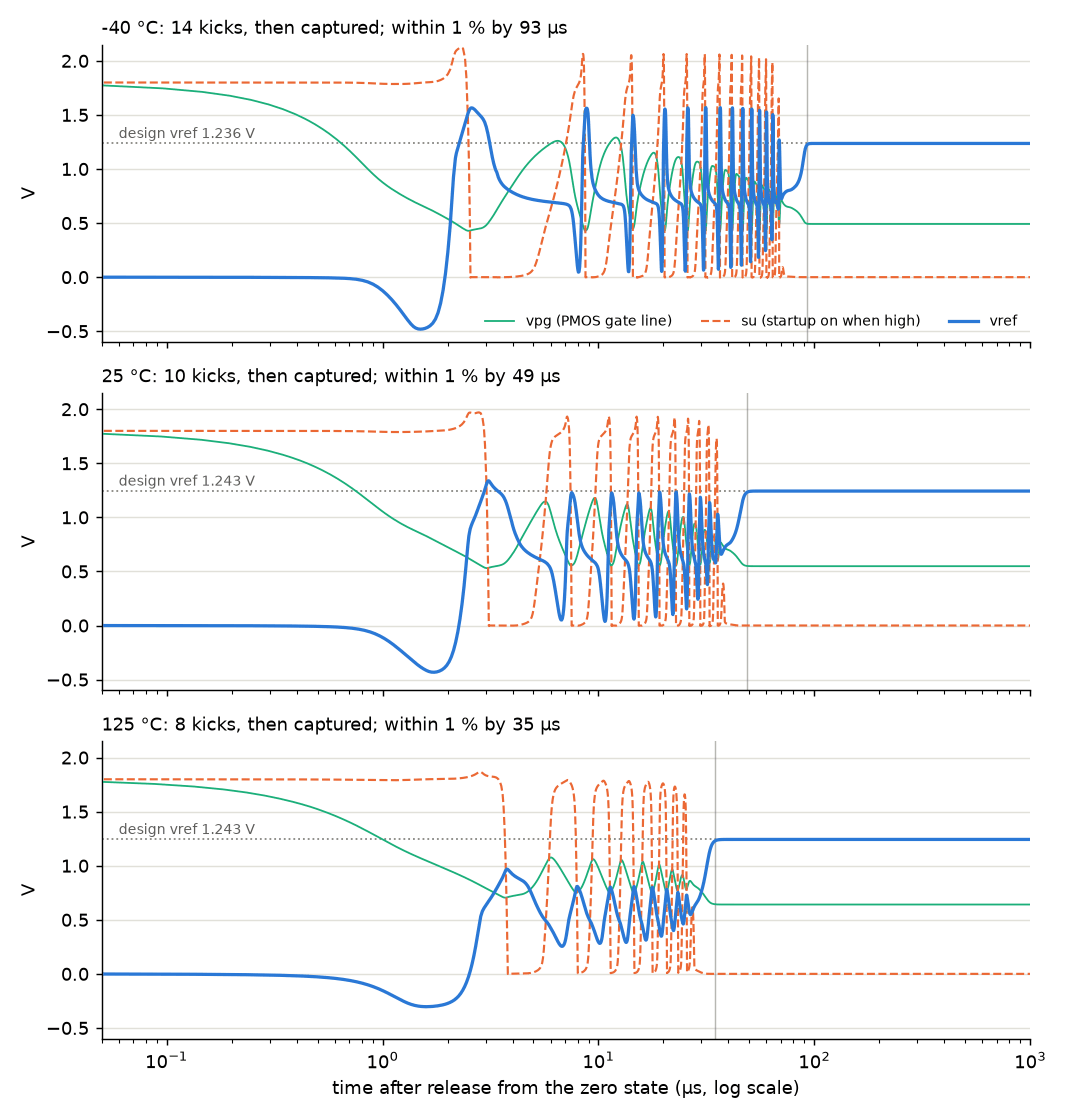 -40 °C: 14 kicks, then captured; within 1 % by 93 µs
2.0
1.5
design vref 1.236 V
1.0
V
0.5
0.0
vpg (PMOS gate line)
su (startup on when high)
vref
−0.5
25 °C: 10 kicks, then captured; within 1 % by 49 µs
2.0
1.5
design vref 1.243 V
1.0
V
0.5
0.0
−0.5
125 °C: 8 kicks, then captured; within 1 % by 35 µs
2.0
1.5
design vref 1.243 V
1.0
V
0.5
0.0
−0.5
10⁻¹ 10⁰ 10¹ 10² 10³
time after release from the zero state (µs, log scale)